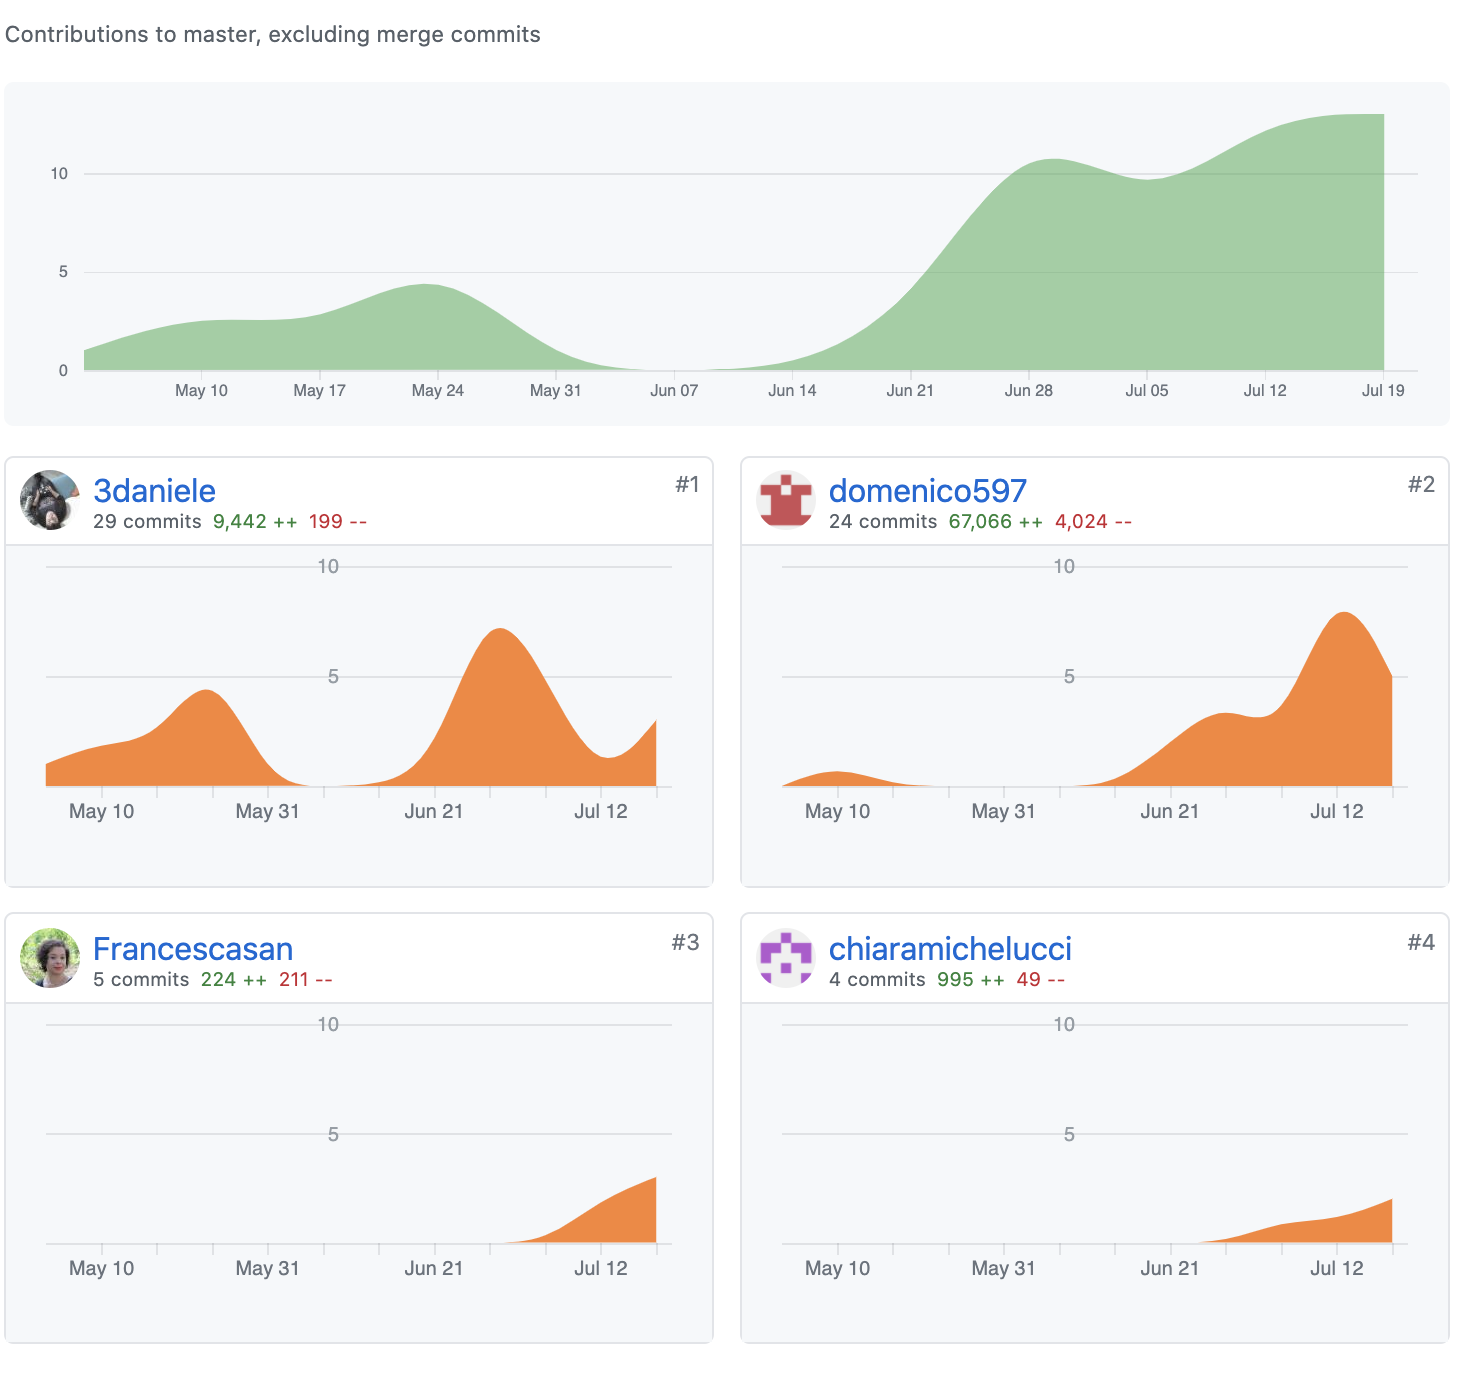 Contributions to master, excluding merge commits
10
5
0
May 10 May 17 May 24 May 31 Jun 07 Jun 14 Jun 21 Jun 28 Jul 05 Jul 12 Jul 19
3daniele #1
29 commits 9,442 ++ 199 --
10
5
May 10 May 31 Jun 21 Jul 12
domenico597 #2
24 commits 67,066 ++ 4,024 --
10
5
May 10 May 31 Jun 21 Jul 12
Francescasan #3
5 commits 224 ++ 211 --
10
5
May 10 May 31 Jun 21 Jul 12
chiaramichelucci #4
4 commits 995 ++ 49 --
10
5
May 10 May 31 Jun 21 Jul 12